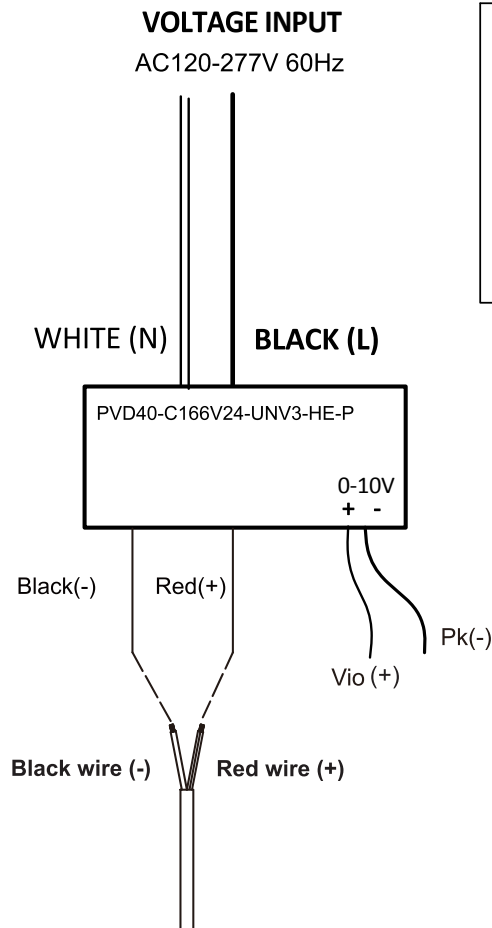 VOLTAGE INPUT
AC120-277V 60Hz
WHITE (N)
BLACK (L)
PVD40-C166V24-UNV3-HE-P
0-10V
+ -
Black(-)
Red(+)
Pk(-)
Vio (+)
Black wire (-)
Red wire (+)